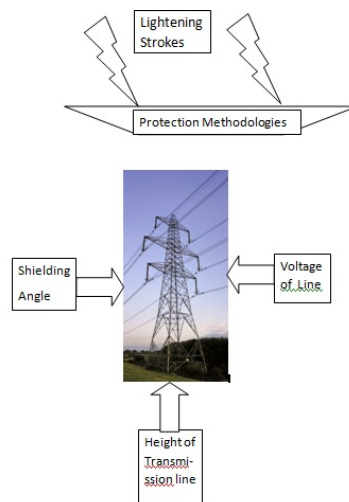 Lightening
Strokes
Protection Methodologies
Shielding
Angle
Voltage
of Line
Height of
Transmi-
ssion line